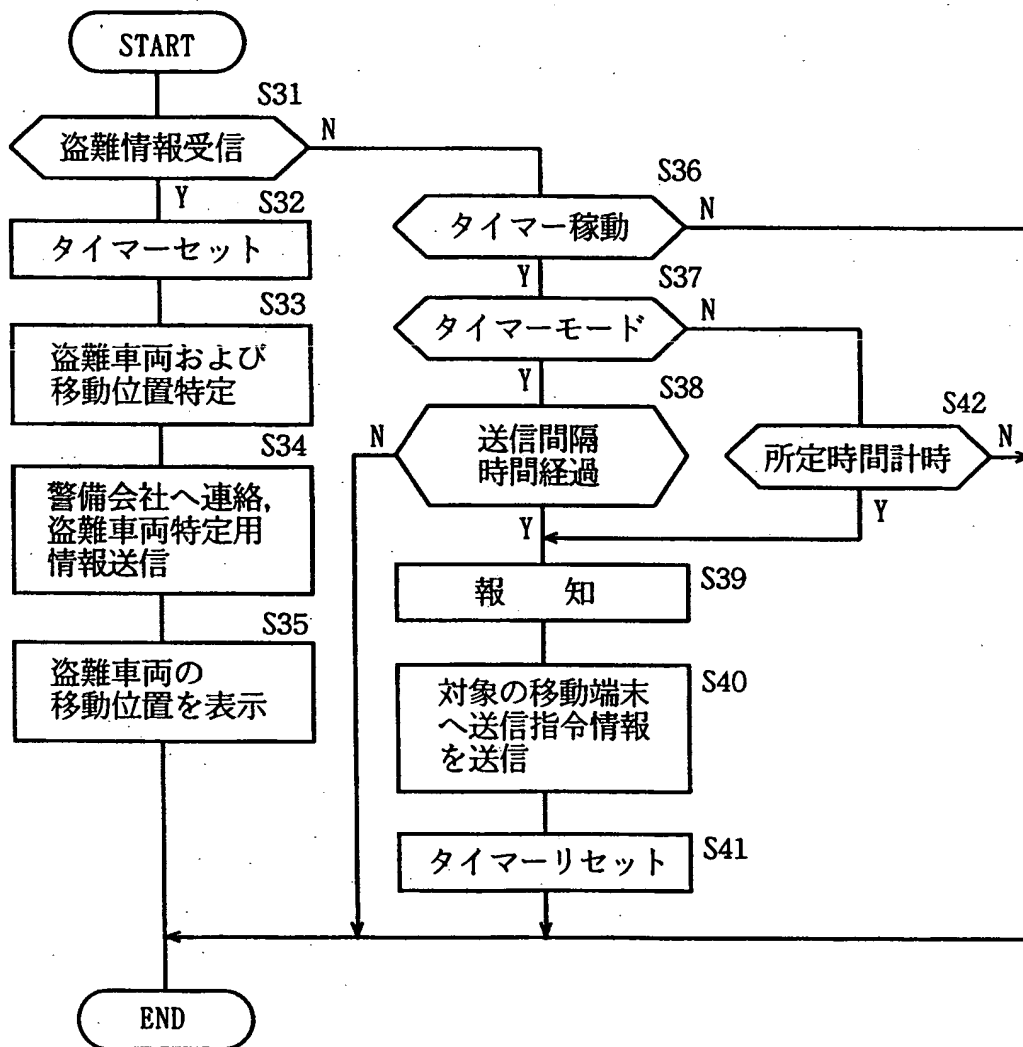 START
S31
盗難情報受信
N
Y
S32
タイマーセット
S33
盗難車両および
移動位置特定
S34
警備会社へ連絡,
盗難車両特定用
情報送信
S35
盗難車両の
移動位置を表示
S36
タイマー稼動
N
Y
S37
タイマーモード
N
Y
S38
送信間隔
時間経過
N
Y
S42
所定時間計時
N
Y
S39
報 知
S40
対象の移動端末
へ送信指令情報
を送信
S41
タイマーリセット
END